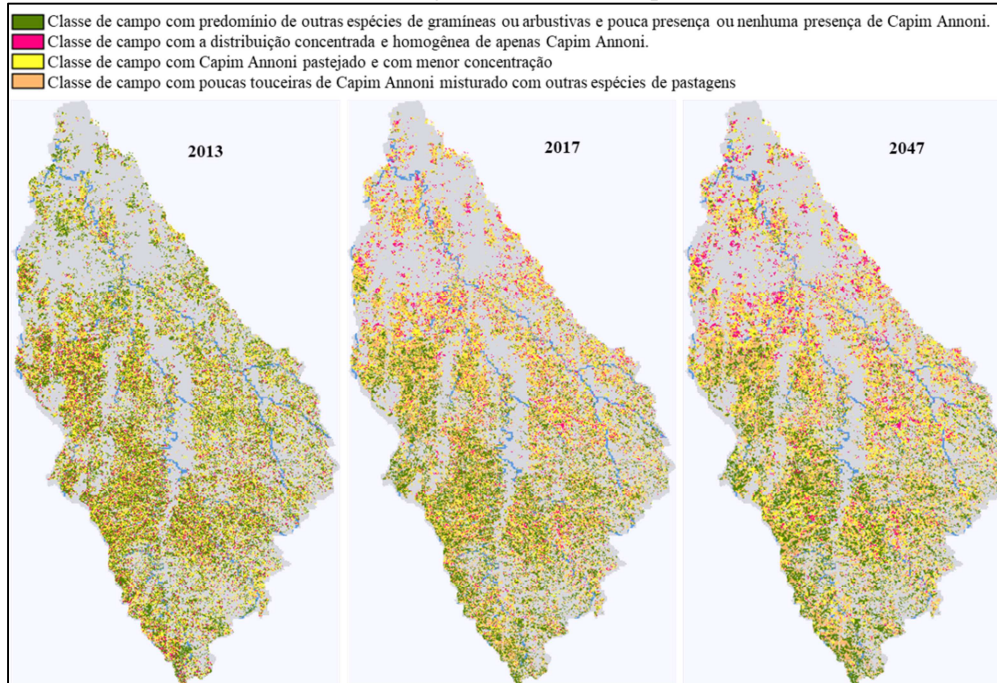 Classe de campo com predomínio de outras espécies de gramíneas ou arbustivas e pouca presença ou nenhuma presença de Capim Annoni.
Classe de campo com a distribuição concentrada e homogênea de apenas Capim Annoni.
Classe de campo com Capim Annoni pastejado e com menor concentração
Classe de campo com poucas touceiras de Capim Annoni misturado com outras espécies de pastagens
2013
2017
2047